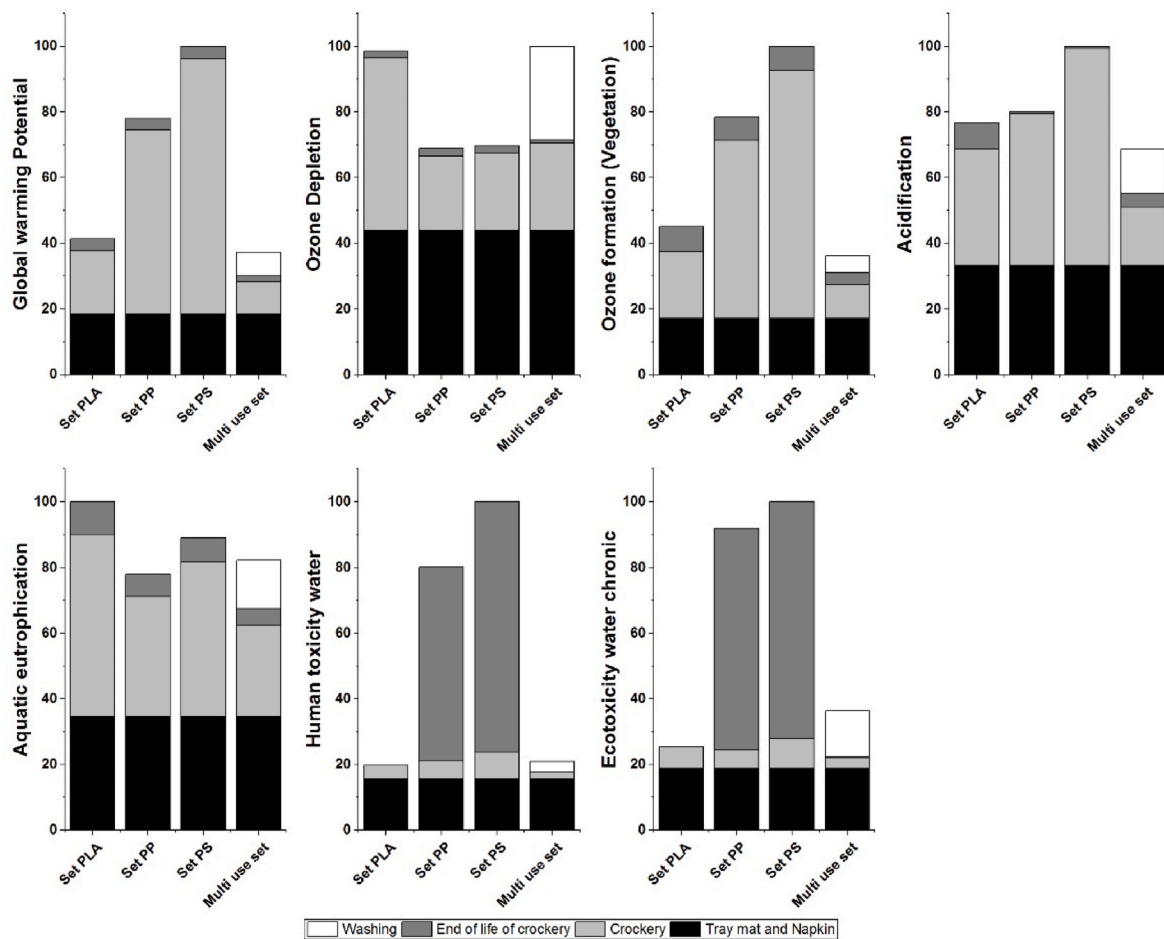 Global warming Potential
100
80
60
40
20
0
Set PLA
Set PP
Set PS
Multi use set
Ozone Depletion
100
80
60
40
20
0
Set PLA
Set PP
Set PS
Multi use set
Ozone formation (Vegetation)
100
80
60
40
20
0
Set PLA
Set PP
Set PS
Multi use set
Acidification
100
80
60
40
20
0
Set PLA
Set PP
Set PS
Multi use set
Aquatic eutrophication
100
80
60
40
20
0
Set PLA
Set PP
Set PS
Multi use set
Human toxicity water
100
80
60
40
20
0
Set PLA
Set PP
Set PS
Multi use set
Ecotoxicity water chronic
100
80
60
40
20
0
Set PLA
Set PP
Set PS
Multi use set
Washing End of life of crockery Crockery Tray mat and Napkin